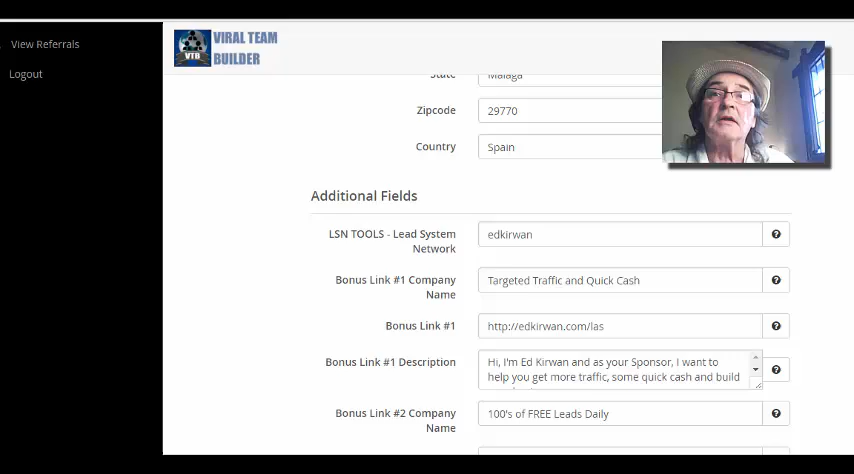 View Referrals
Logout
VTB
VIRAL TEAM
BUILDER
State
Malaga
Zipcode
29770
Country
Spain
Additional Fields
LSN TOOLS - Lead System
Network
edkirwan
Bonus Link #1 Company
Name
Targeted Traffic and Quick Cash
Bonus Link #1
http://edkirwan.com/las
Bonus Link #1 Description
Hi, I'm Ed Kirwan and as your Sponsor, I want to
help you get more traffic, some quick cash and build
Bonus Link #2 Company
Name
100's of FREE Leads Daily